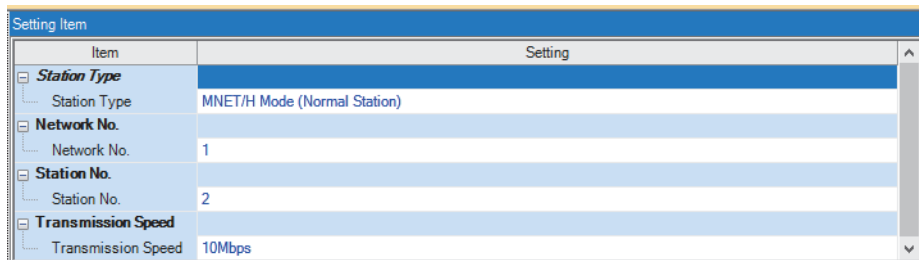 Setting Item
Item Setting
Station Type
Station Type MNET/H Mode (Normal Station)
Network No.
Network No. 1
Station No.
Station No. 2
Transmission Speed
Transmission Speed 10Mbps